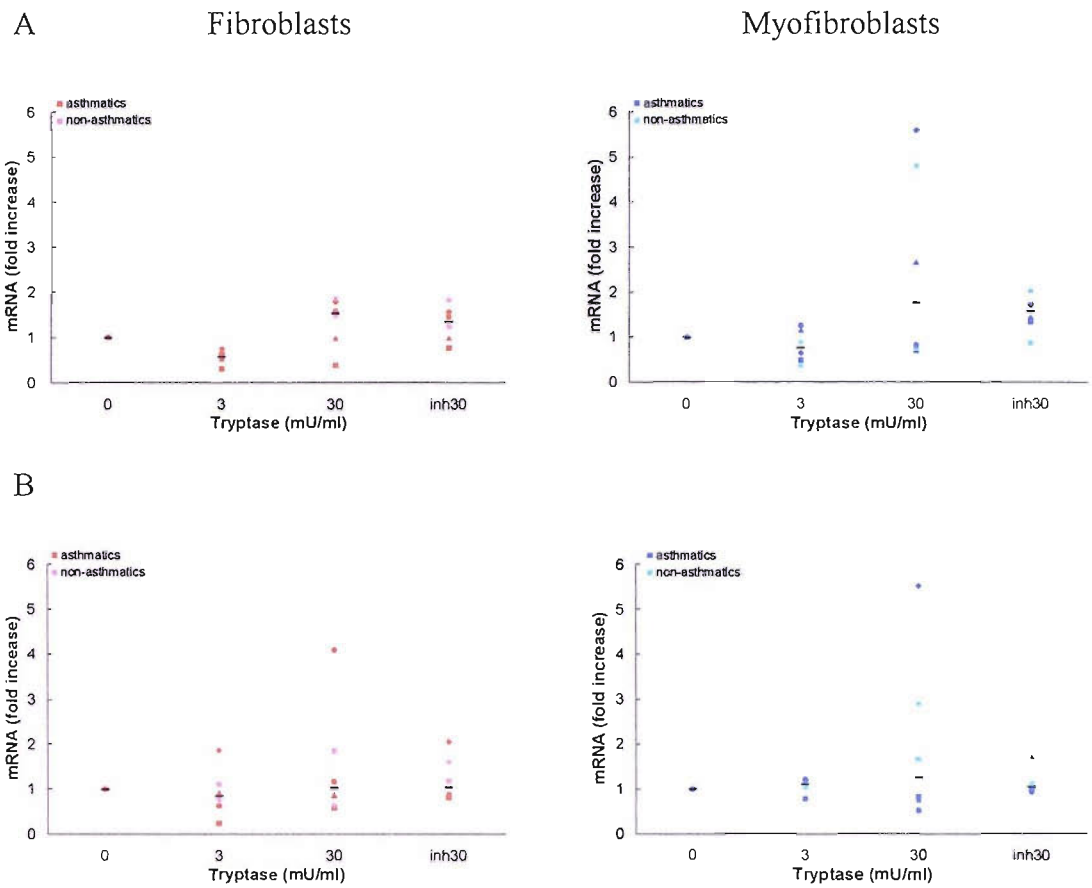 A
Fibroblasts
Myofibroblasts
asthmatics
non-asthmatics
6
5
4
3
2
1
0
mRNA (fold increase)
0 3 30 inh30
Tryptase (mU/ml)
asthmatics
non-asthmatics
6
5
4
3
2
1
0
mRNA (fold increase)
0 3 30 inh30
Tryptase (mU/ml)
B
asthmatics
non-asthmatics
6
5
4
3
2
1
0
mRNA (fold incease)
0 3 30 inh30
Tryptase (mU/ml)
asthmatics
non-asthmatics
6
5
4
3
2
1
0
mRNA (fold increase)
0 3 30 inh30
Tryptase (mU/ml)